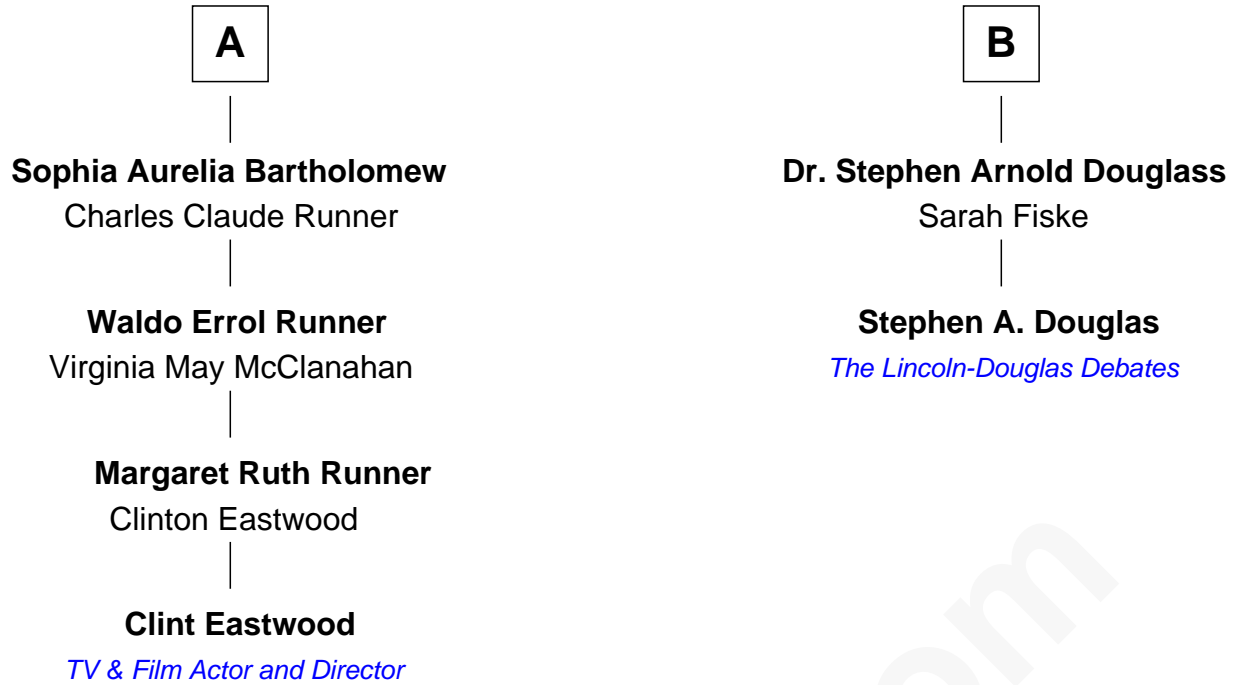 A
Sophia Aurelia Bartholomew
Charles Claude Runner
Waldo Errol Runner
Virginia May McClanahan
Margaret Ruth Runner
Clinton Eastwood
Clint Eastwood
TV & Film Actor and Director
B
Dr. Stephen Arnold Douglass
Sarah Fiske
Stephen A. Douglas
The Lincoln-Douglas Debates
om